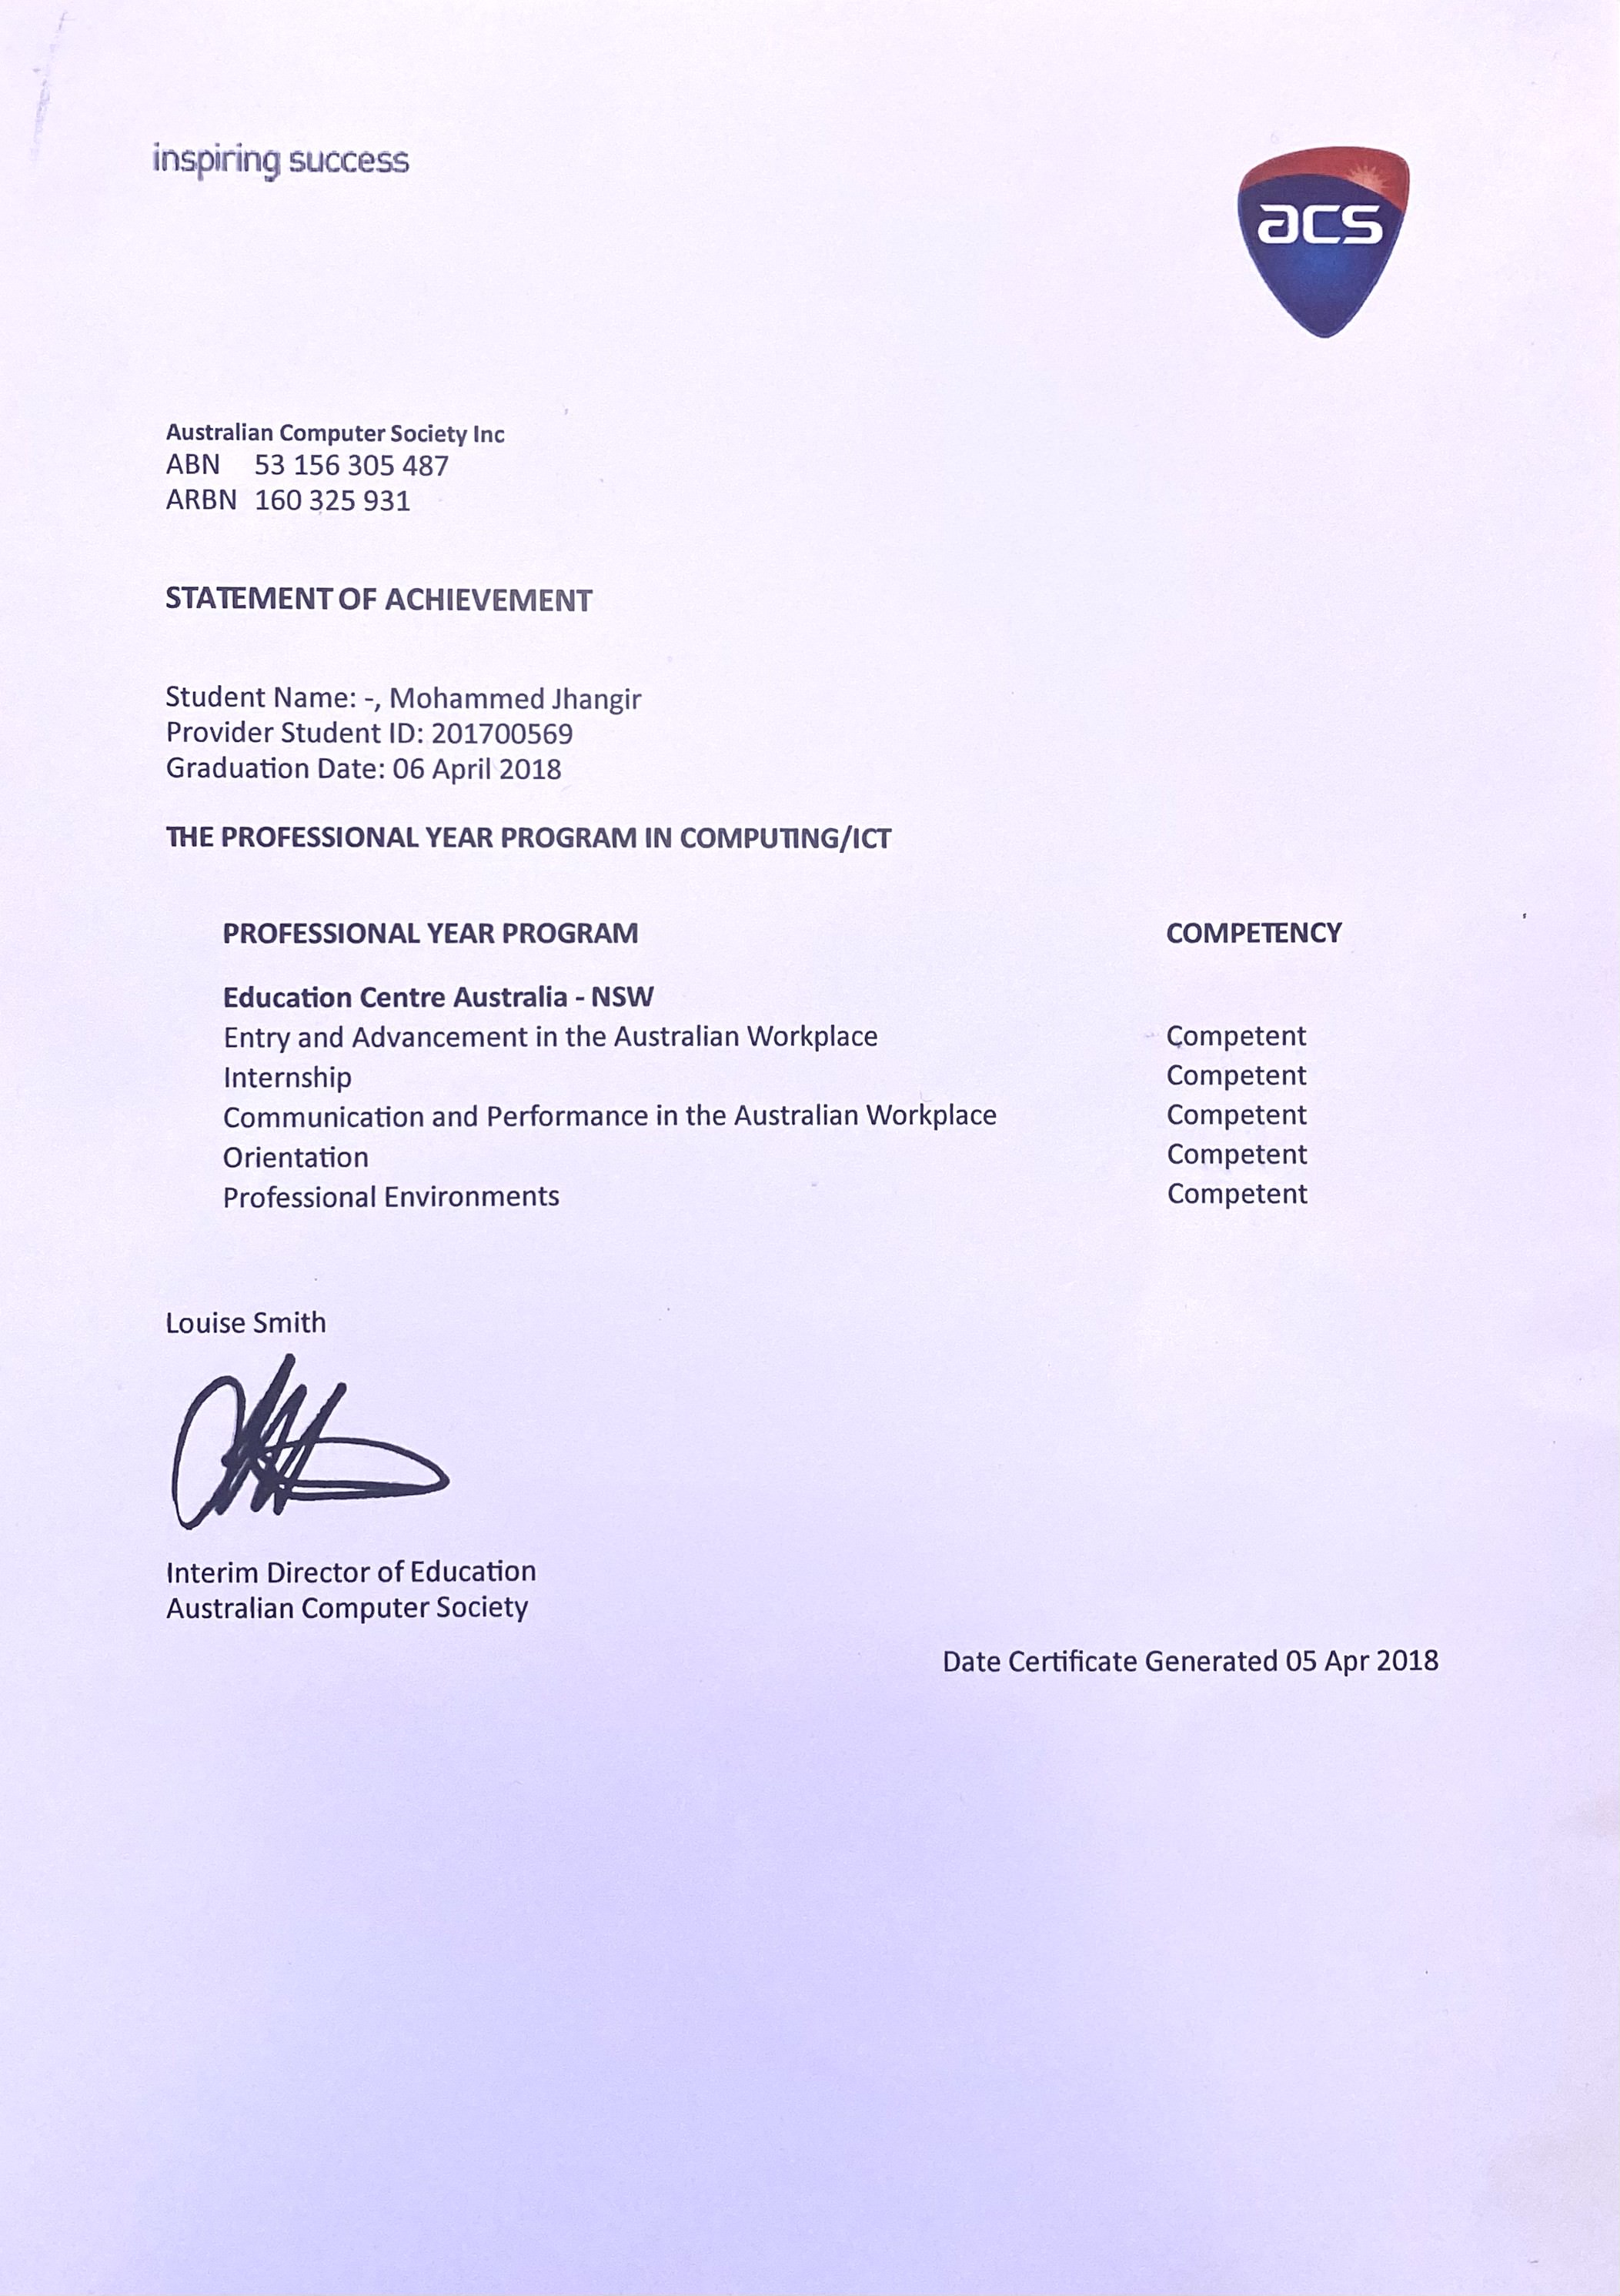 inspiring success
acs
Australian Computer Society Inc
ABN 53 156 305 487
ARBN 160 325 931
STATEMENT OF ACHIEVEMENT
Student Name: -, Mohammed Jhangir
Provider Student ID: 201700569
Graduation Date: 06 April 2018
THE PROFESSIONAL YEAR PROGRAM IN COMPUTING/ICT
PROFESSIONAL YEAR PROGRAM COMPETENCY
Education Centre Australia - NSW
Entry and Advancement in the Australian Workplace Competent
Internship Competent
Communication and Performance in the Australian Workplace Competent
Orientation Competent
Professional Environments Competent
Louise Smith
Interim Director of Education
Australian Computer Society
Date Certificate Generated 05 Apr 2018